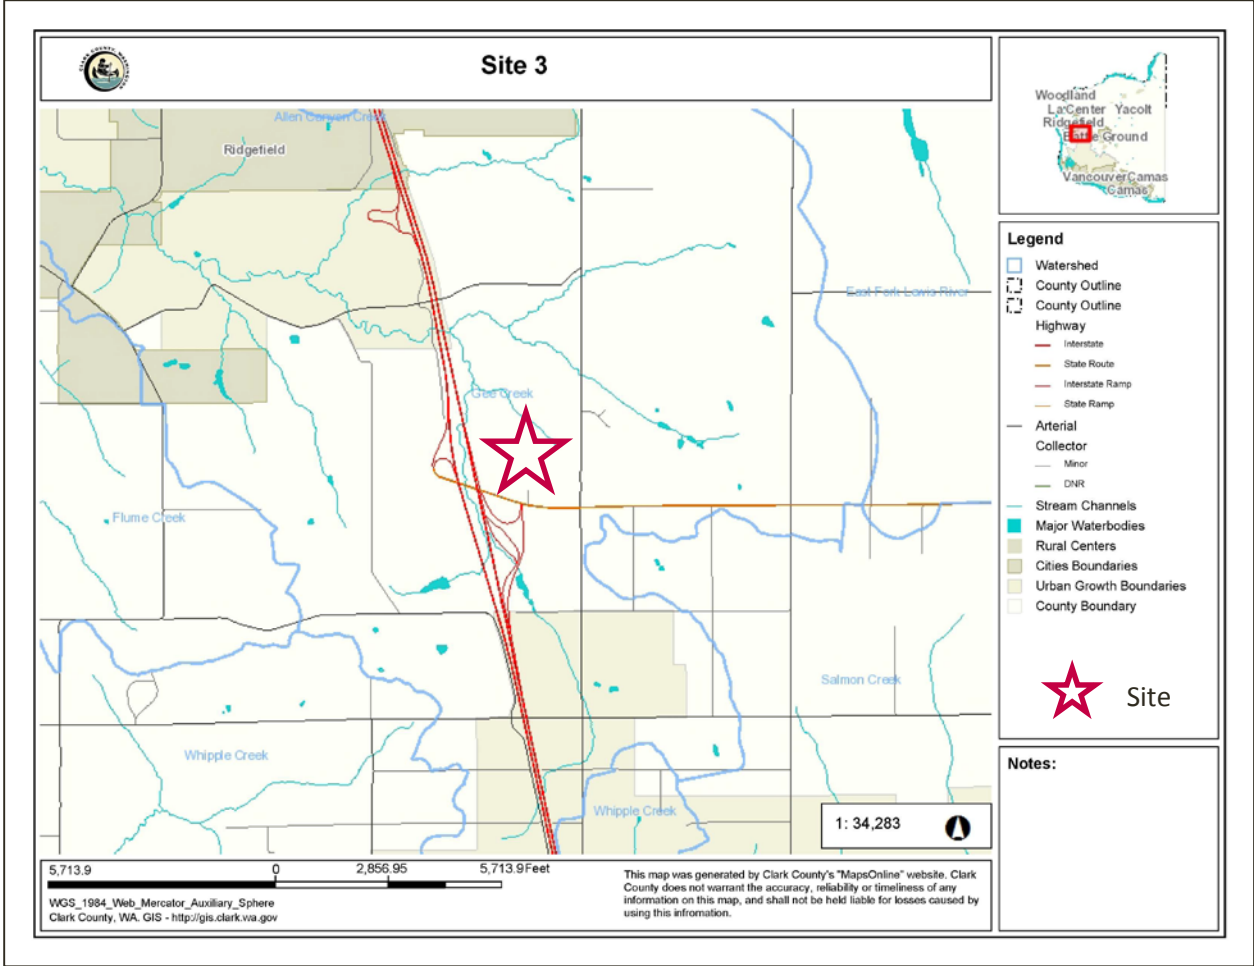 Site 3
CLARK COUNTY, WASHINGTON
Allen Canyon Creek
Ridgefield
East Fork Lewis River
Gee Creek
Flume Creek
Salmon Creek
Whipple Creek
Whipple Creek
1: 34,283
Woodland
LaCenter Yacolt
Ridgefield
Battle Ground
Vancouver Camas
Camas
Legend
Watershed
County Outline
County Outline
Highway
Interstate
State Route
Interstate Ramp
State Ramp
Arterial
Collector
Minor
DNR
Stream Channels
Major Waterbodies
Rural Centers
Cities Boundaries
Urban Growth Boundaries
County Boundary
Site
Notes:
5,713.9 0 2,856.95 5,713.9 Feet
WGS_1984_Web_Mercator_Auxiliary_Sphere
Clark County, WA. GIS - http://gis.clark.wa.gov
This map was generated by Clark County's "MapsOnline" website. Clark
County does not warrant the accuracy, reliability or timeliness of any
information on this map, and shall not be held liable for losses caused by
using this infromation.